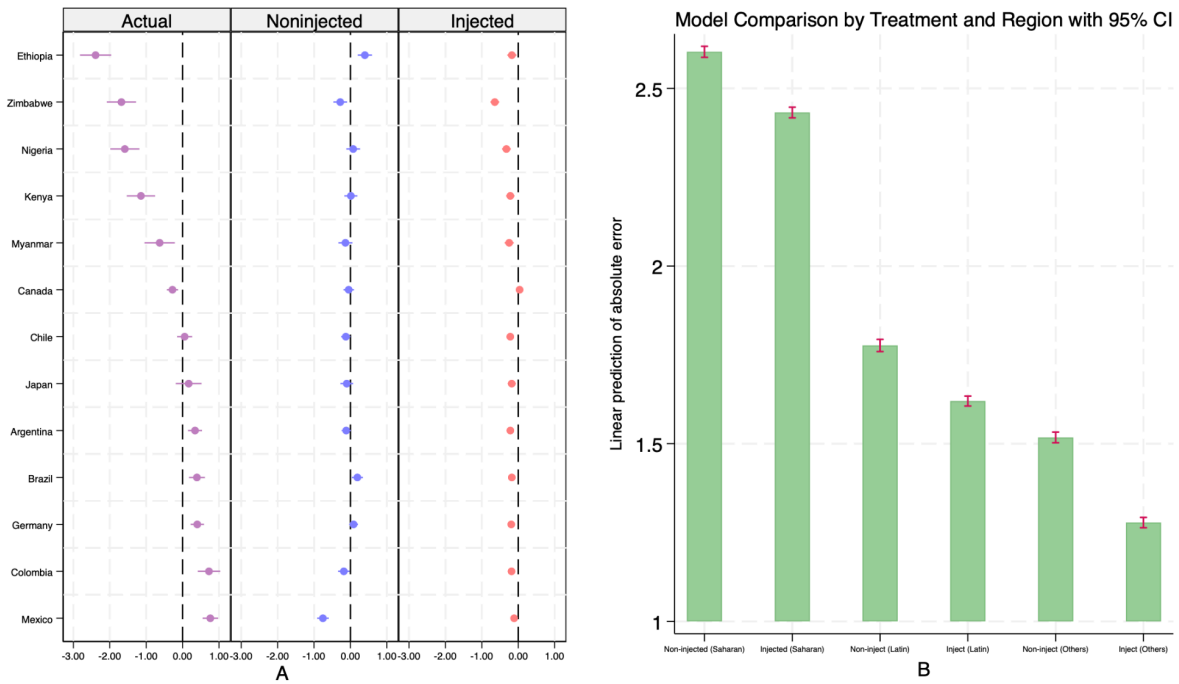 Actual Noninjected Injected
Ethiopia
Zimbabwe
Nigeria
Kenya
Myanmar
Canada
Chile
Japan
Argentina
Brazil
Germany
Colombia
Mexico
-3.00 -2.00 -1.00 0.00 1.00 -3.00 -2.00 -1.00 0.00 1.00 -3.00 -2.00 -1.00 0.00 1.00
A
Model Comparison by Treatment and Region with 95% CI
Linear prediction of absolute error
2.5
2
1.5
1
Non-injected (Saharan) Injected (Saharan) Non-inject (Latin) Inject (Latin) Non-inject (Others) Inject (Others)
B